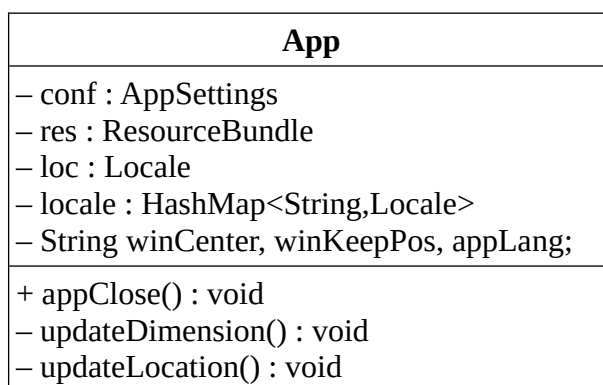 App
– conf : AppSettings
– res : ResourceBundle
– loc : Locale
– locale : HashMap<String,Locale>
– String winCenter, winKeepPos, appLang;
+ appClose() : void
– updateDimension() : void
– updateLocation() : void